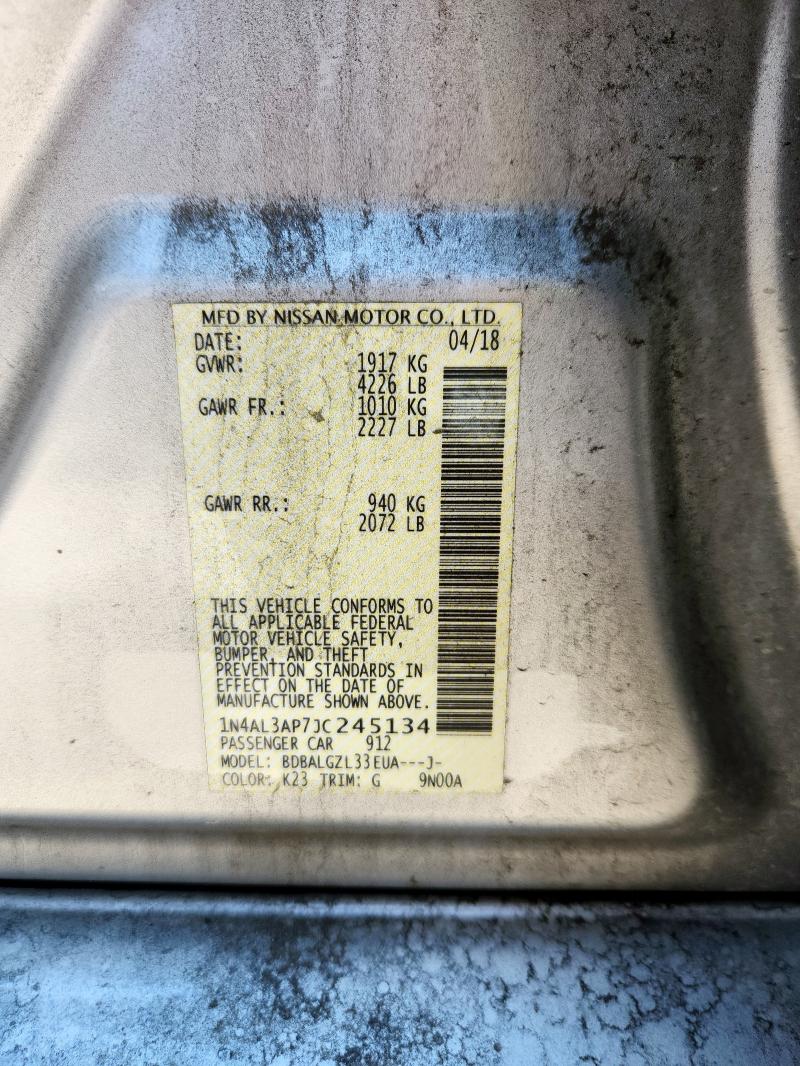 MFD BY NISSAN MOTOR CO., LTD.
DATE: 04/18
GVWR: 1917 KG
4226 LB
GAWR FR.: 1010 KG
2227 LB
GAWR RR.: 940 KG
2072 LB
THIS VEHICLE CONFORMS TO
ALL APPLICABLE FEDERAL
MOTOR VEHICLE SAFETY,
BUMPER, AND THEFT
PREVENTION STANDARDS IN
EFFECT ON THE DATE OF
MANUFACTURE SHOWN ABOVE.
1N4AL3AP7JC245134
PASSENGER CAR 912
MODEL: BDBALGZL33EUA---J-
COLOR: K23 TRIM: G 9N00A